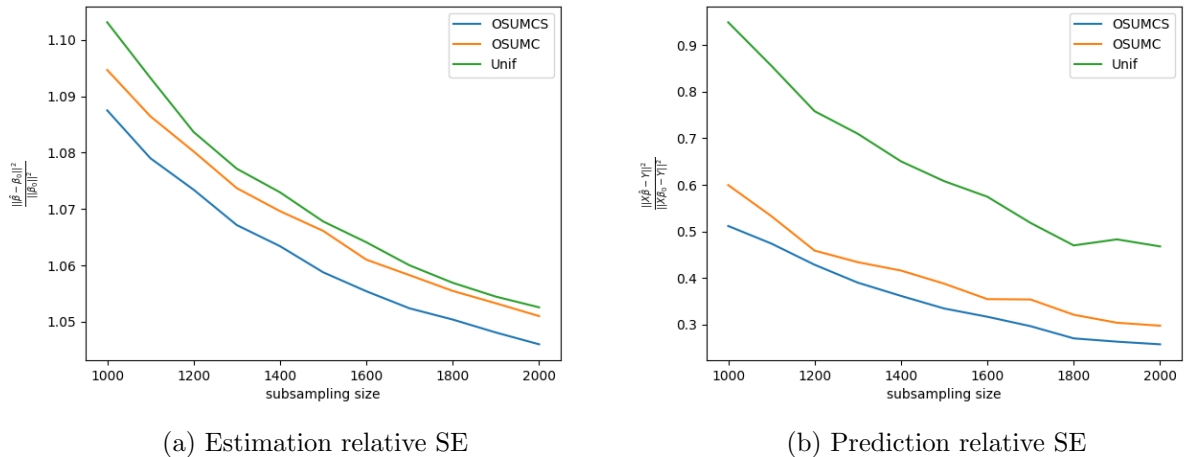 OSUMCS
OSUMC
Unif
1.10
1.09
1.08
1.07
1.06
1.05
||β̂ − β₀||²
||β₀||²
1000 1200 1400 1600 1800 2000
subsampling size
(a) Estimation relative SE
OSUMCS
OSUMC
Unif
0.9
0.8
0.7
0.6
0.5
0.4
0.3
||Xβ̂ − Y||²
||Xβ₀ − Y||²
1000 1200 1400 1600 1800 2000
subsampling size
(b) Prediction relative SE